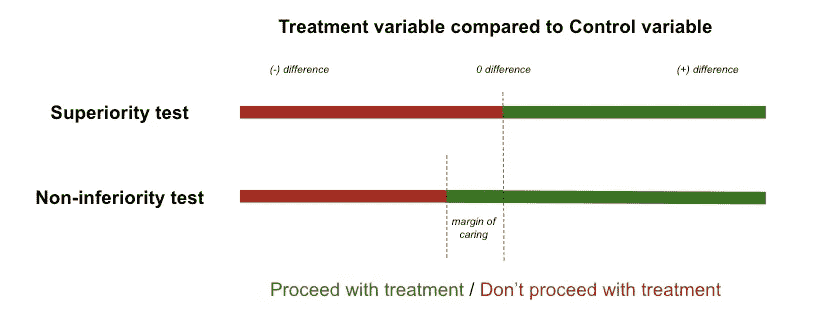 Treatment variable compared to Control variable
(-) difference
0 difference
(+) difference
Superiority test
Non-inferiority test
margin of
caring
Proceed with treatment / Don't proceed with treatment